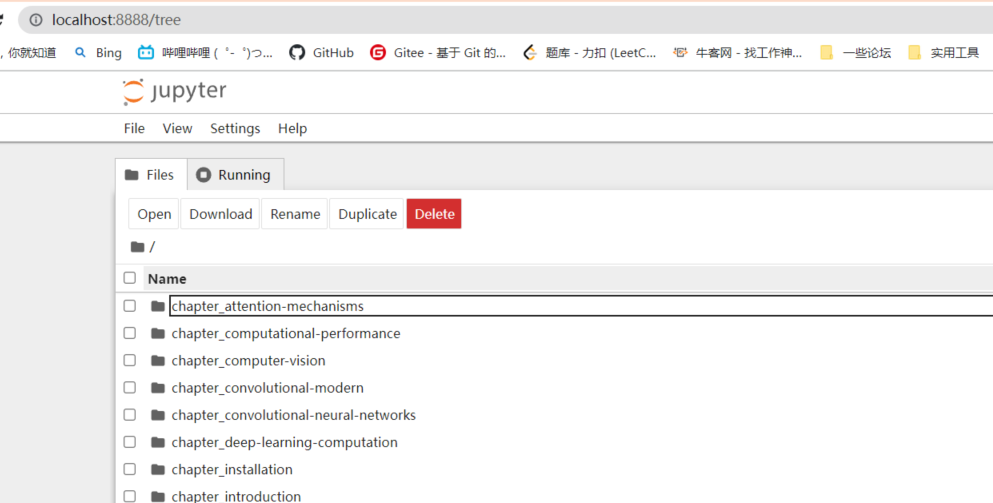 localhost:8888/tree
, 你就知道 Bing 哔哩哔哩 ( ゜- ゜)つ... GitHub Gitee - 基于 Git 的... 题库 - 力扣 (LeetC... 牛客网 - 找工作神... 一些论坛 实用工具
jupyter
File View Settings Help
Files Running
Open Download Rename Duplicate Delete
/
Name
chapter_attention-mechanisms
chapter_computational-performance
chapter_computer-vision
chapter_convolutional-modern
chapter_convolutional-neural-networks
chapter_deep-learning-computation
chapter_installation
chapter_introduction